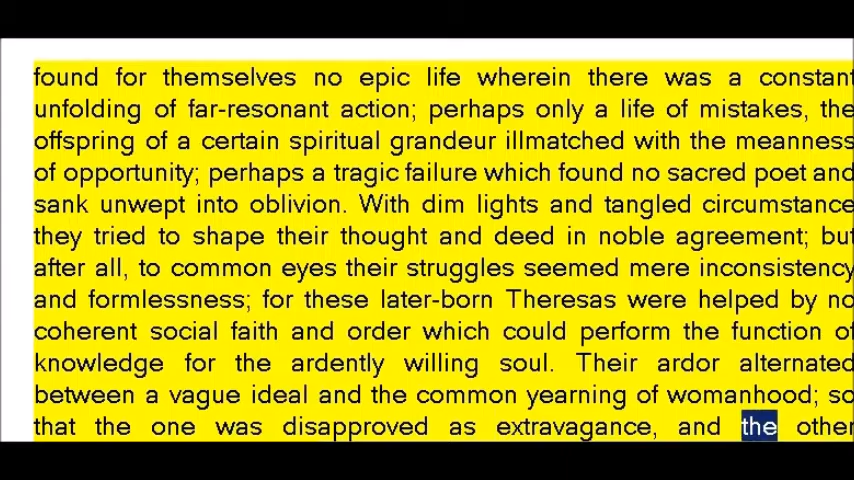 found for themselves no epic life wherein there was a constant
unfolding of far-resonant action; perhaps only a life of mistakes, the
offspring of a certain spiritual grandeur illmatched with the meanness
of opportunity; perhaps a tragic failure which found no sacred poet and
sank unwept into oblivion. With dim lights and tangled circumstance
they tried to shape their thought and deed in noble agreement; but
after all, to common eyes their struggles seemed mere inconsistency
and formlessness; for these later-born Theresas were helped by no
coherent social faith and order which could perform the function of
knowledge for the ardently willing soul. Their ardor alternated
between a vague ideal and the common yearning of womanhood; so
that the one was disapproved as extravagance, and the other